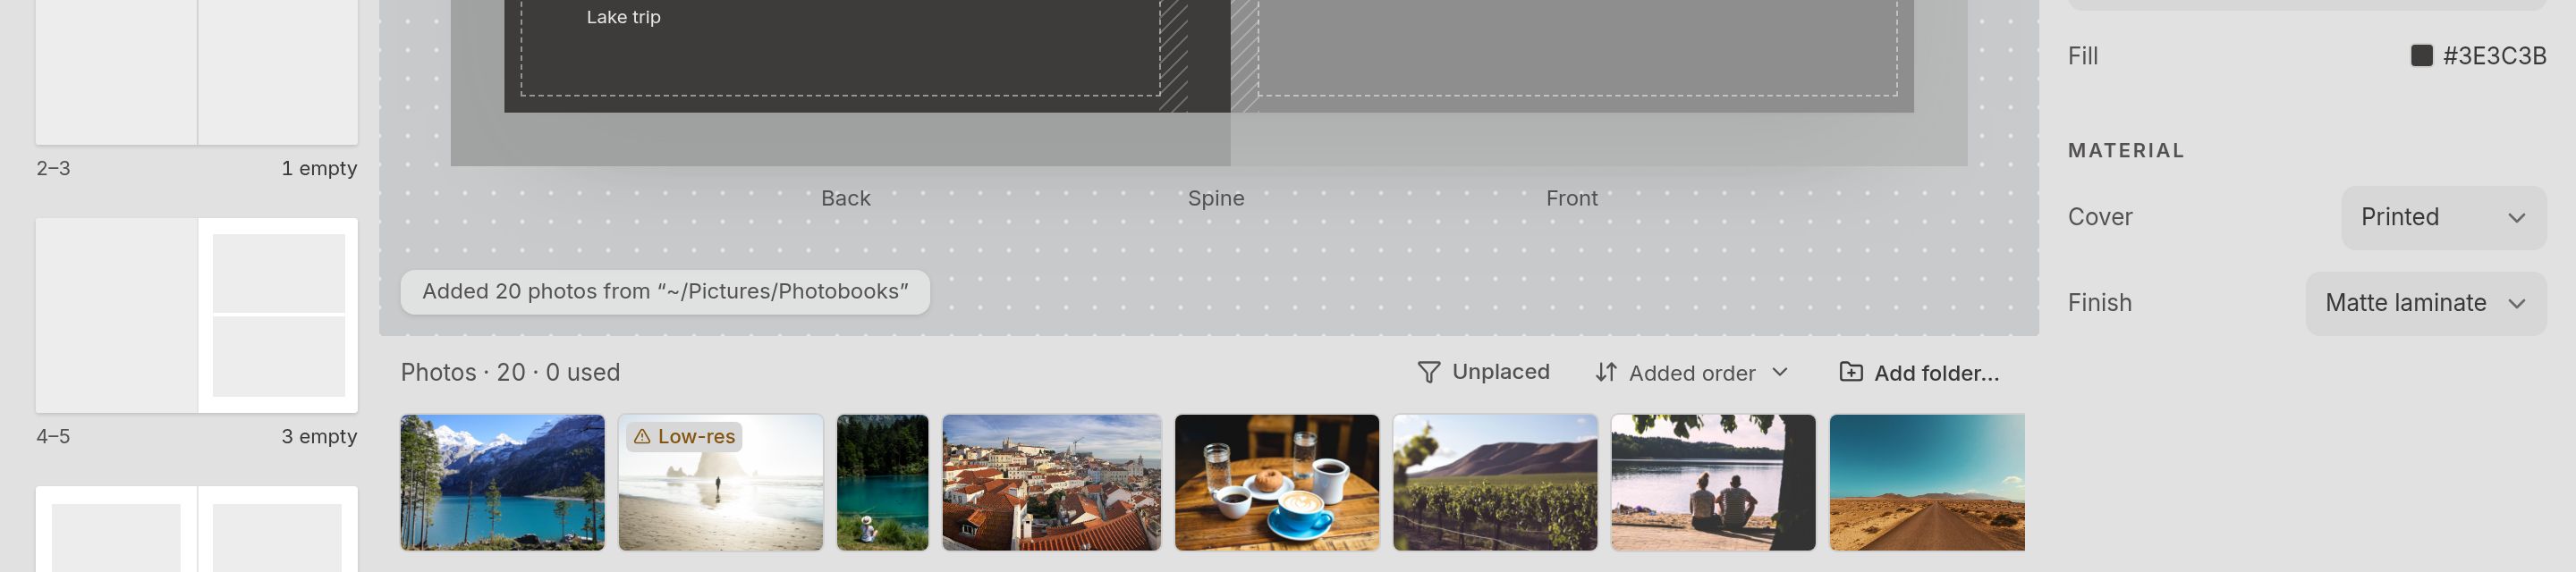 Lake trip
2–3
1 empty
4–5
3 empty
Back
Spine
Front
Added 20 photos from “~/Pictures/Photobooks”
Photos · 20 · 0 used
Unplaced
Added order
Add folder…
Low-res
Fill
#3E3C3B
MATERIAL
Cover
Printed
Finish
Matte laminate